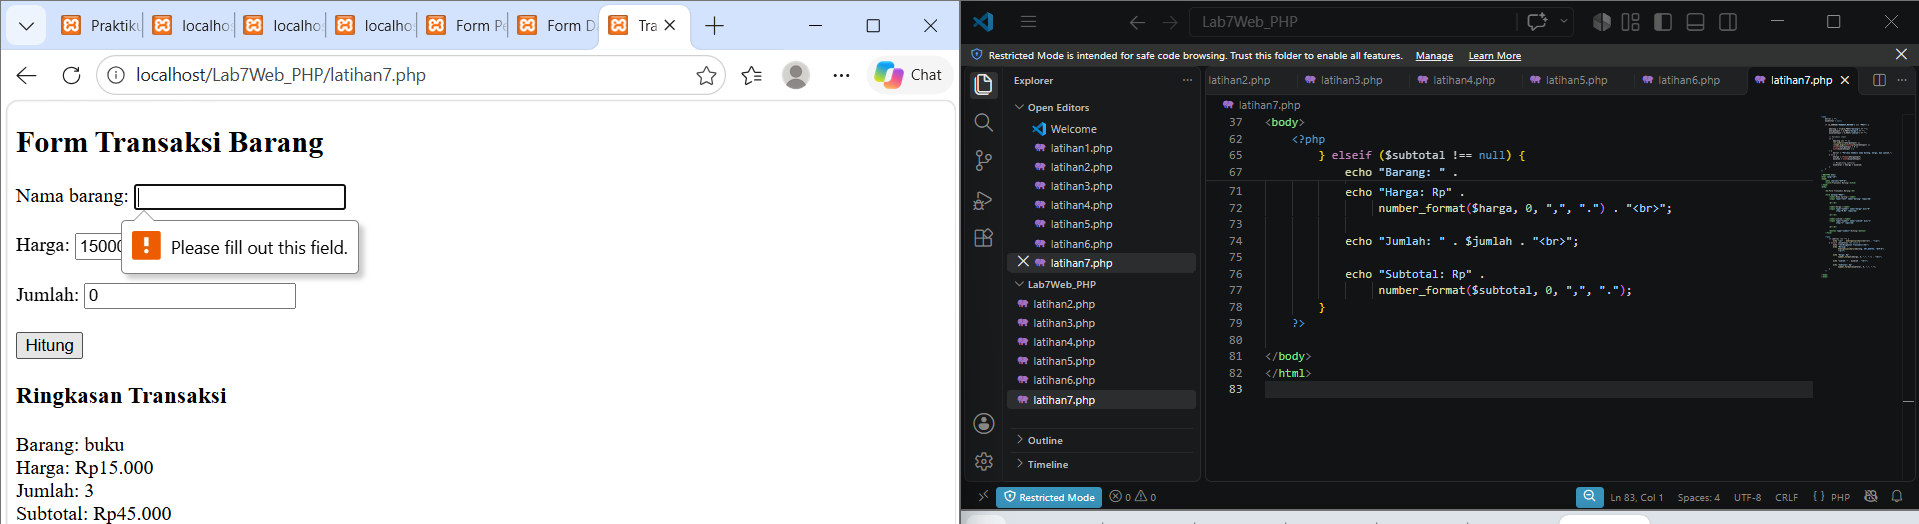 Praktiku
localhos
localhos
localhos
Form Pe
Form Da
Tra
localhost/Lab7Web_PHP/latihan7.php
Chat
Form Transaksi Barang
Nama barang:
Please fill out this field.
Harga: 15000
Jumlah: 0
Hitung
Ringkasan Transaksi
Barang: buku
Harga: Rp15.000
Jumlah: 3
Subtotal: Rp45.000
Lab7Web_PHP
Restricted Mode is intended for safe code browsing. Trust this folder to enable all features. Manage Learn More
Explorer
Open Editors
Welcome
latihan1.php
latihan2.php
latihan3.php
latihan4.php
latihan5.php
latihan6.php
latihan7.php
Lab7Web_PHP
latihan2.php
latihan3.php
latihan4.php
latihan5.php
latihan6.php
latihan7.php
Outline
Timeline
latihan2.php latihan3.php latihan4.php latihan5.php latihan6.php latihan7.php
latihan7.php
37 <body>
62 <?php
65 } elseif ($subtotal !== null) {
67 echo "Barang: " .
71 echo "Harga: Rp" .
72 number_format($harga, 0, ",", ".") . "<br>";
73
74 echo "Jumlah: " . $jumlah . "<br>";
75
76 echo "Subtotal: Rp" .
77 number_format($subtotal, 0, ",", ".");
78 }
79 ?>
80
81 </body>
82 </html>
83
Restricted Mode 0 0 Ln 83, Col 1 Spaces: 4 UTF-8 CRLF { } PHP